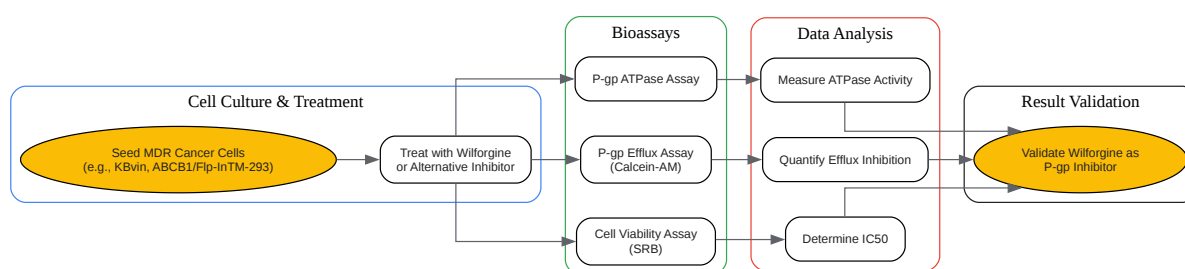 Cell Culture & Treatment
Seed MDR Cancer Cells
(e.g., KBvin, ABCB1/Flp-InTM-293)
Treat with Wilforgine
or Alternative Inhibitor
Bioassays
P-gp ATPase Assay
P-gp Efflux Assay
(Calcein-AM)
Cell Viability Assay
(SRB)
Data Analysis
Measure ATPase Activity
Quantify Efflux Inhibition
Determine IC50
Result Validation
Validate Wilforgine as
P-gp Inhibitor